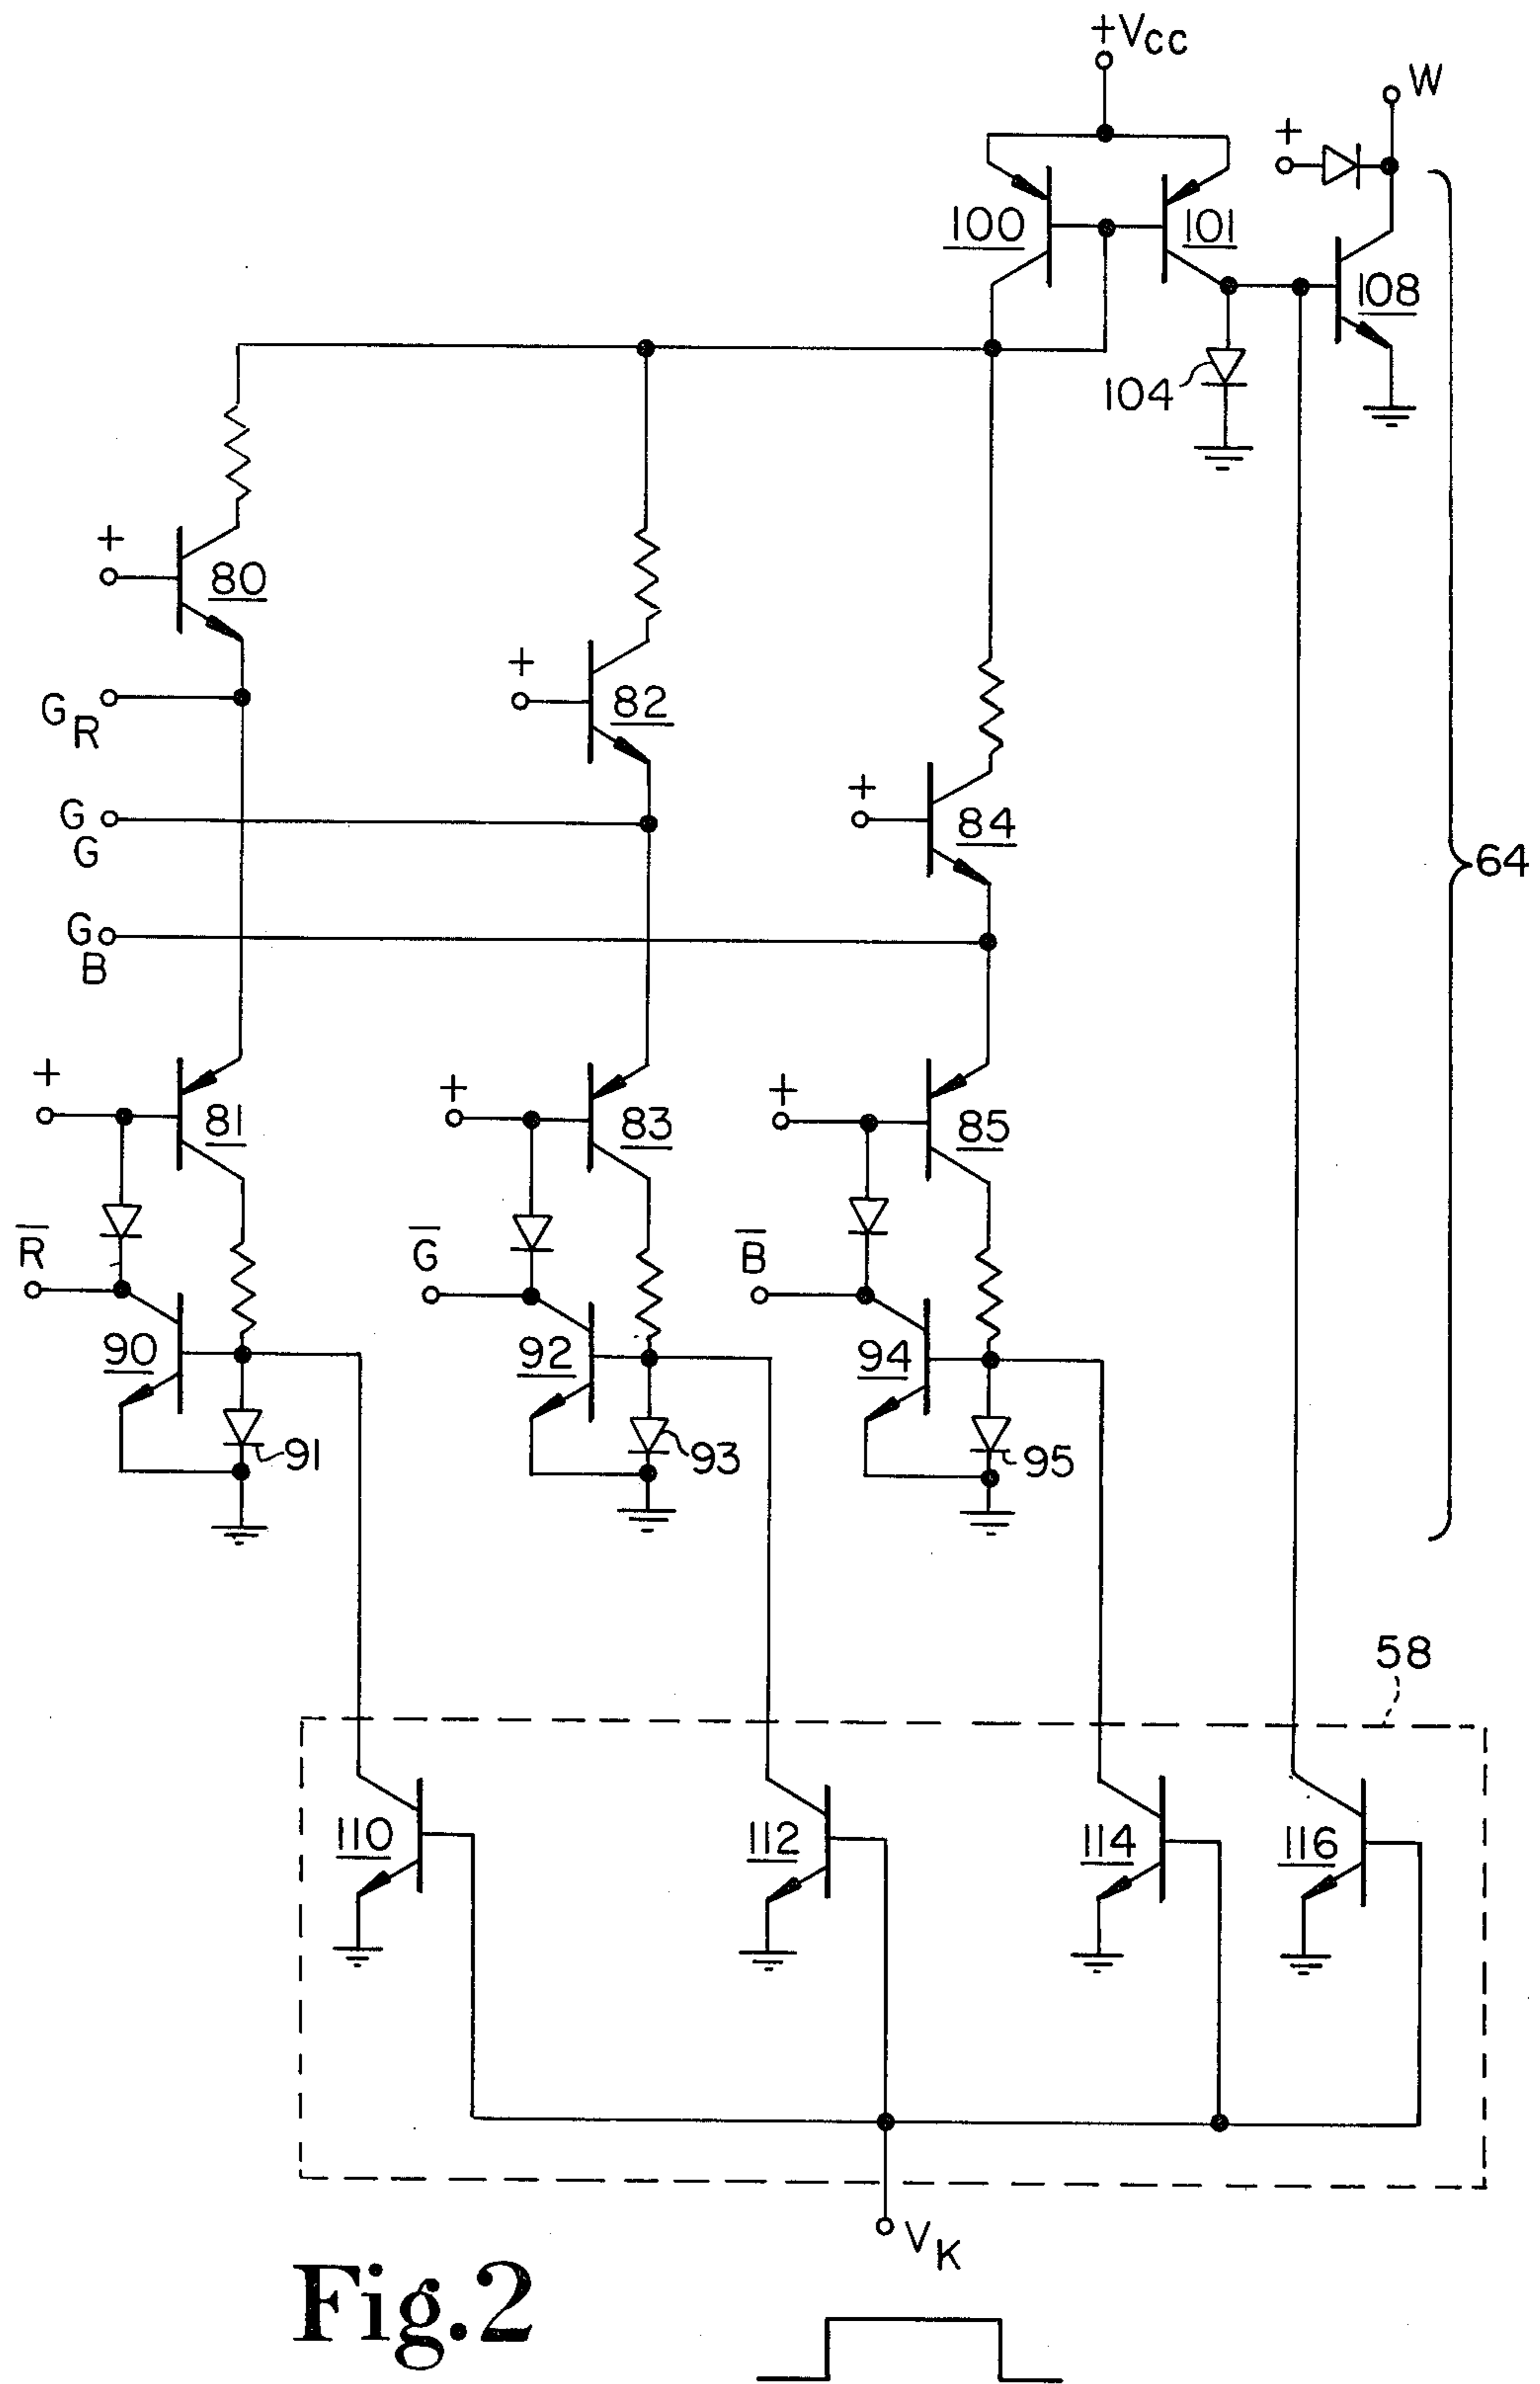 +VCC
W
+
100
101
108
104
+
80
+
82
GR
+
84
GG
64
GB
+
81
+
83
+
85
R̅
G̅
B̅
90
92
94
91
93
95
58
110
112
114
116
VK
Fig.2